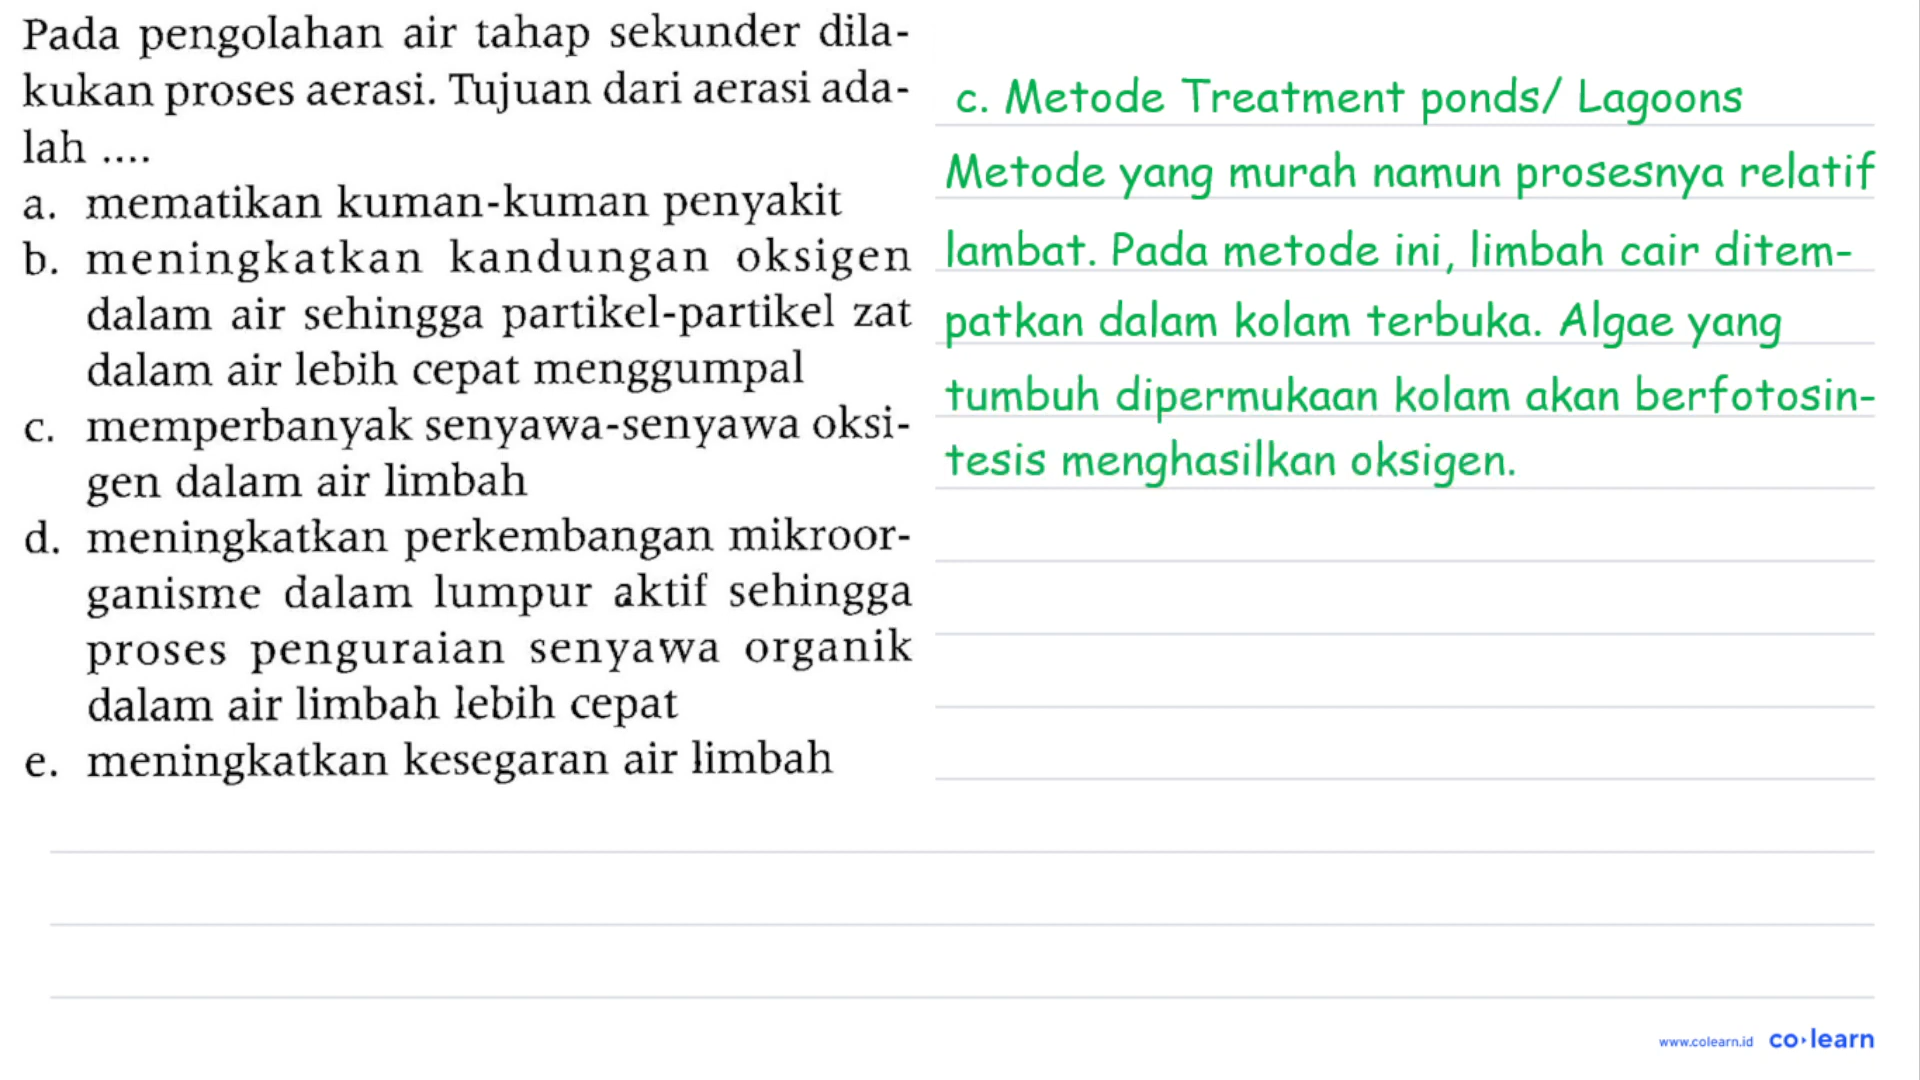 Pada pengolahan air tahap sekunder dila-
kukan proses aerasi. Tujuan dari aerasi ada-
lah ....
a. mematikan kuman-kuman penyakit
b. meningkatkan kandungan oksigen
dalam air sehingga partikel-partikel zat
dalam air lebih cepat menggumpal
c. memperbanyak senyawa-senyawa oksi-
gen dalam air limbah
d. meningkatkan perkembangan mikroor-
ganisme dalam lumpur aktif sehingga
proses penguraian senyawa organik
dalam air limbah lebih cepat
e. meningkatkan kesegaran air limbah
c. Metode Treatment ponds/ Lagoons
Metode yang murah namun prosesnya relatif
lambat. Pada metode ini, limbah cair ditem-
patkan dalam kolam terbuka. Algae yang
tumbuh dipermukaan kolam akan berfotosin-
tesis menghasilkan oksigen.
www.colearn.id co·learn